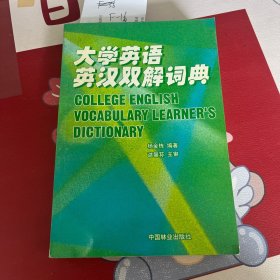 F-16
大学英语
英汉双解词典
COLLEGE ENGLISH
VOCABULARY LEARNER'S
DICTIONARY
编著
主审
中国林业出版社